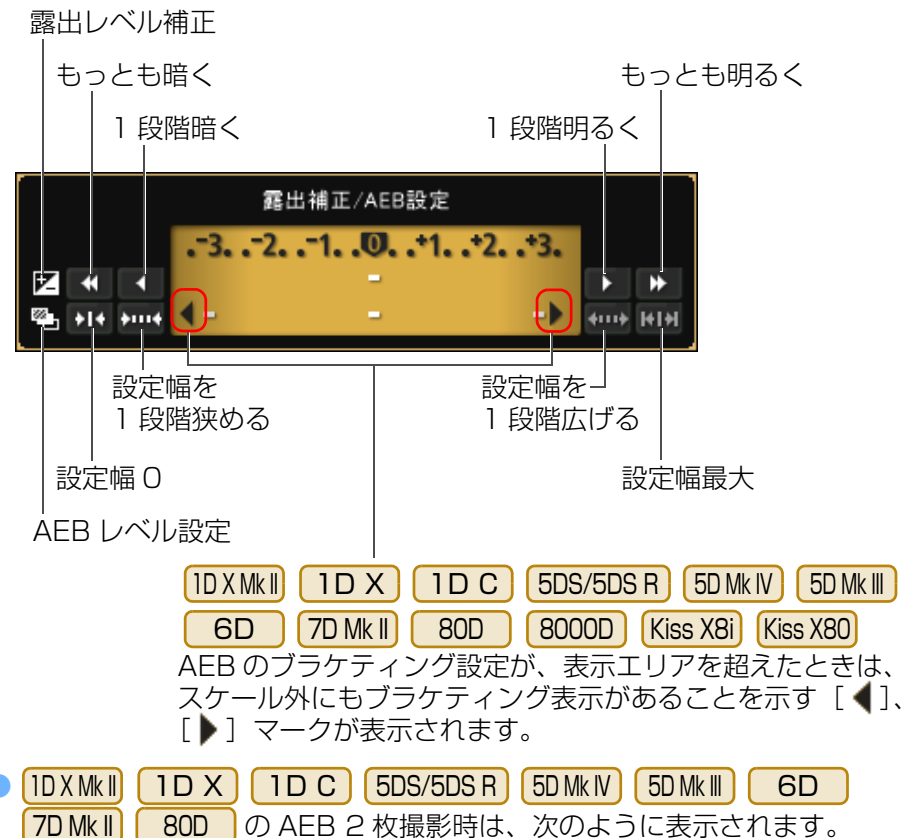 露出レベル補正
もっとも暗く
もっとも明るく
1 段階暗く
1 段階明るく
露出補正/AEB設定
.-3. .-2. .-1. .0. .+1. .+2. .+3.
設定幅を
1 段階狭める
設定幅を
1 段階広げる
設定幅 0
設定幅最大
AEB レベル設定
1D X Mk II 1D X 1D C 5DS/5DS R 5D Mk IV 5D Mk III
6D 7D Mk II 80D 8000D Kiss X8i Kiss X80
AEB のブラケティング設定が、表示エリアを超えたときは、
スケール外にもブラケティング表示があることを示す［◀］、
［▶］マークが表示されます。
● 1D X Mk II 1D X 1D C 5DS/5DS R 5D Mk IV 5D Mk III 6D
7D Mk II 80D の AEB 2 枚撮影時は、次のように表示されます。